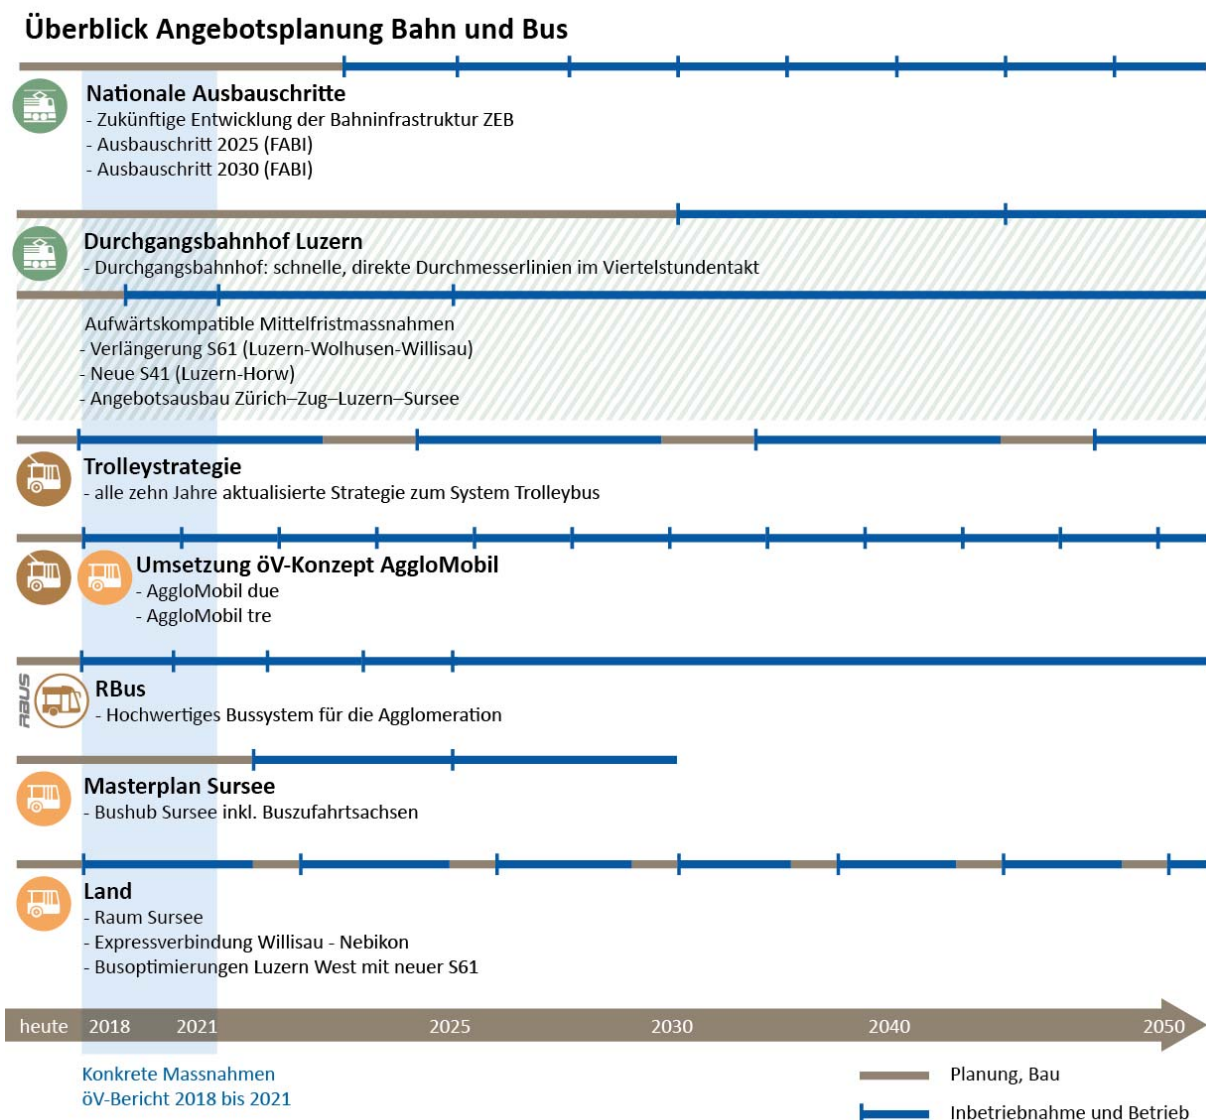 Überblick Angebotsplanung Bahn und Bus
Nationale Ausbauschritte
- Zukünftige Entwicklung der Bahninfrastruktur ZEB
- Ausbauschritt 2025 (FABI)
- Ausbauschritt 2030 (FABI)
Durchgangsbahnhof Luzern
- Durchgangsbahnhof: schnelle, direkte Durchmesserlinien im Viertelstundentakt
Aufwärtskompatible Mittelfristmassnahmen
- Verlängerung S61 (Luzern-Wolhusen-Willisau)
- Neue S41 (Luzern-Horw)
- Angebotsausbau Zürich–Zug–Luzern–Sursee
Trolleystrategie
- alle zehn Jahre aktualisierte Strategie zum System Trolleybus
Umsetzung öV-Konzept AggloMobil
- AggloMobil due
- AggloMobil tre
RBUS
RBus
- Hochwertiges Bussystem für die Agglomeration
Masterplan Sursee
- Bushub Sursee inkl. Buszufahrtsachsen
Land
- Raum Sursee
- Expressverbindung Willisau - Nebikon
- Busoptimierungen Luzern West mit neuer S61
heute 2018 2021 2025 2030 2040 2050
Konkrete Massnahmen
öV-Bericht 2018 bis 2021
Planung, Bau
Inbetriebnahme und Betrieb